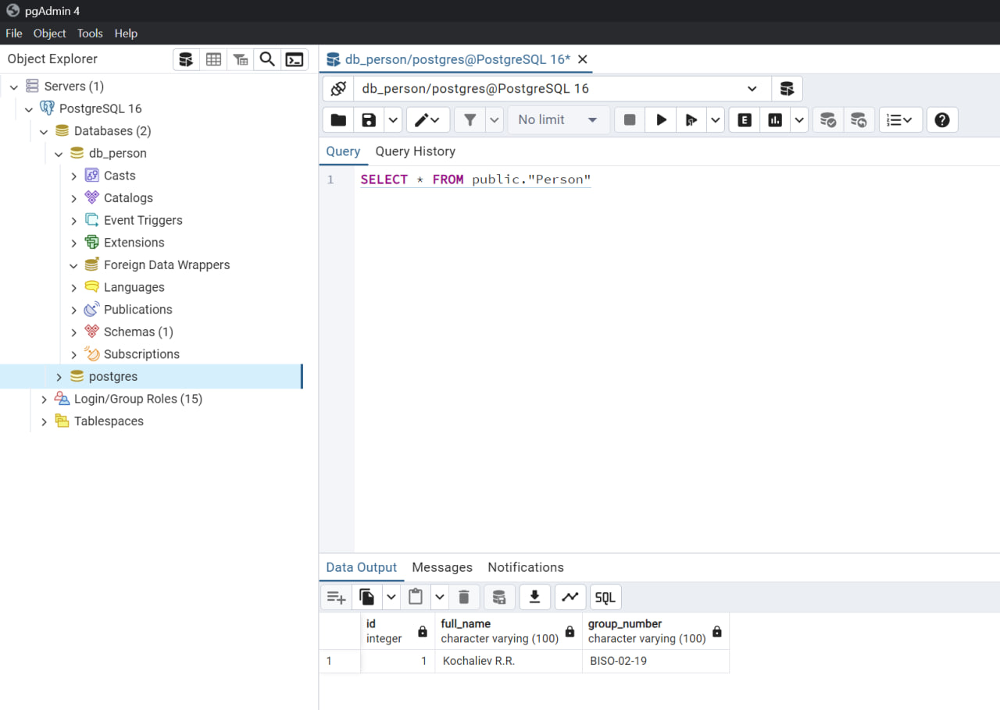 pgAdmin 4
File Object Tools Help
Object Explorer
Servers (1)
PostgreSQL 16
Databases (2)
db_person
Casts
Catalogs
Event Triggers
Extensions
Foreign Data Wrappers
Languages
Publications
Schemas (1)
Subscriptions
postgres
Login/Group Roles (15)
Tablespaces
db_person/postgres@PostgreSQL 16*
db_person/postgres@PostgreSQL 16
No limit
E
Query Query History
1 SELECT * FROM public."Person"
Data Output Messages Notifications
SQL
id full_name group_number
integer character varying (100) character varying (100)
1 1 Kochaliev R.R. BISO-02-19